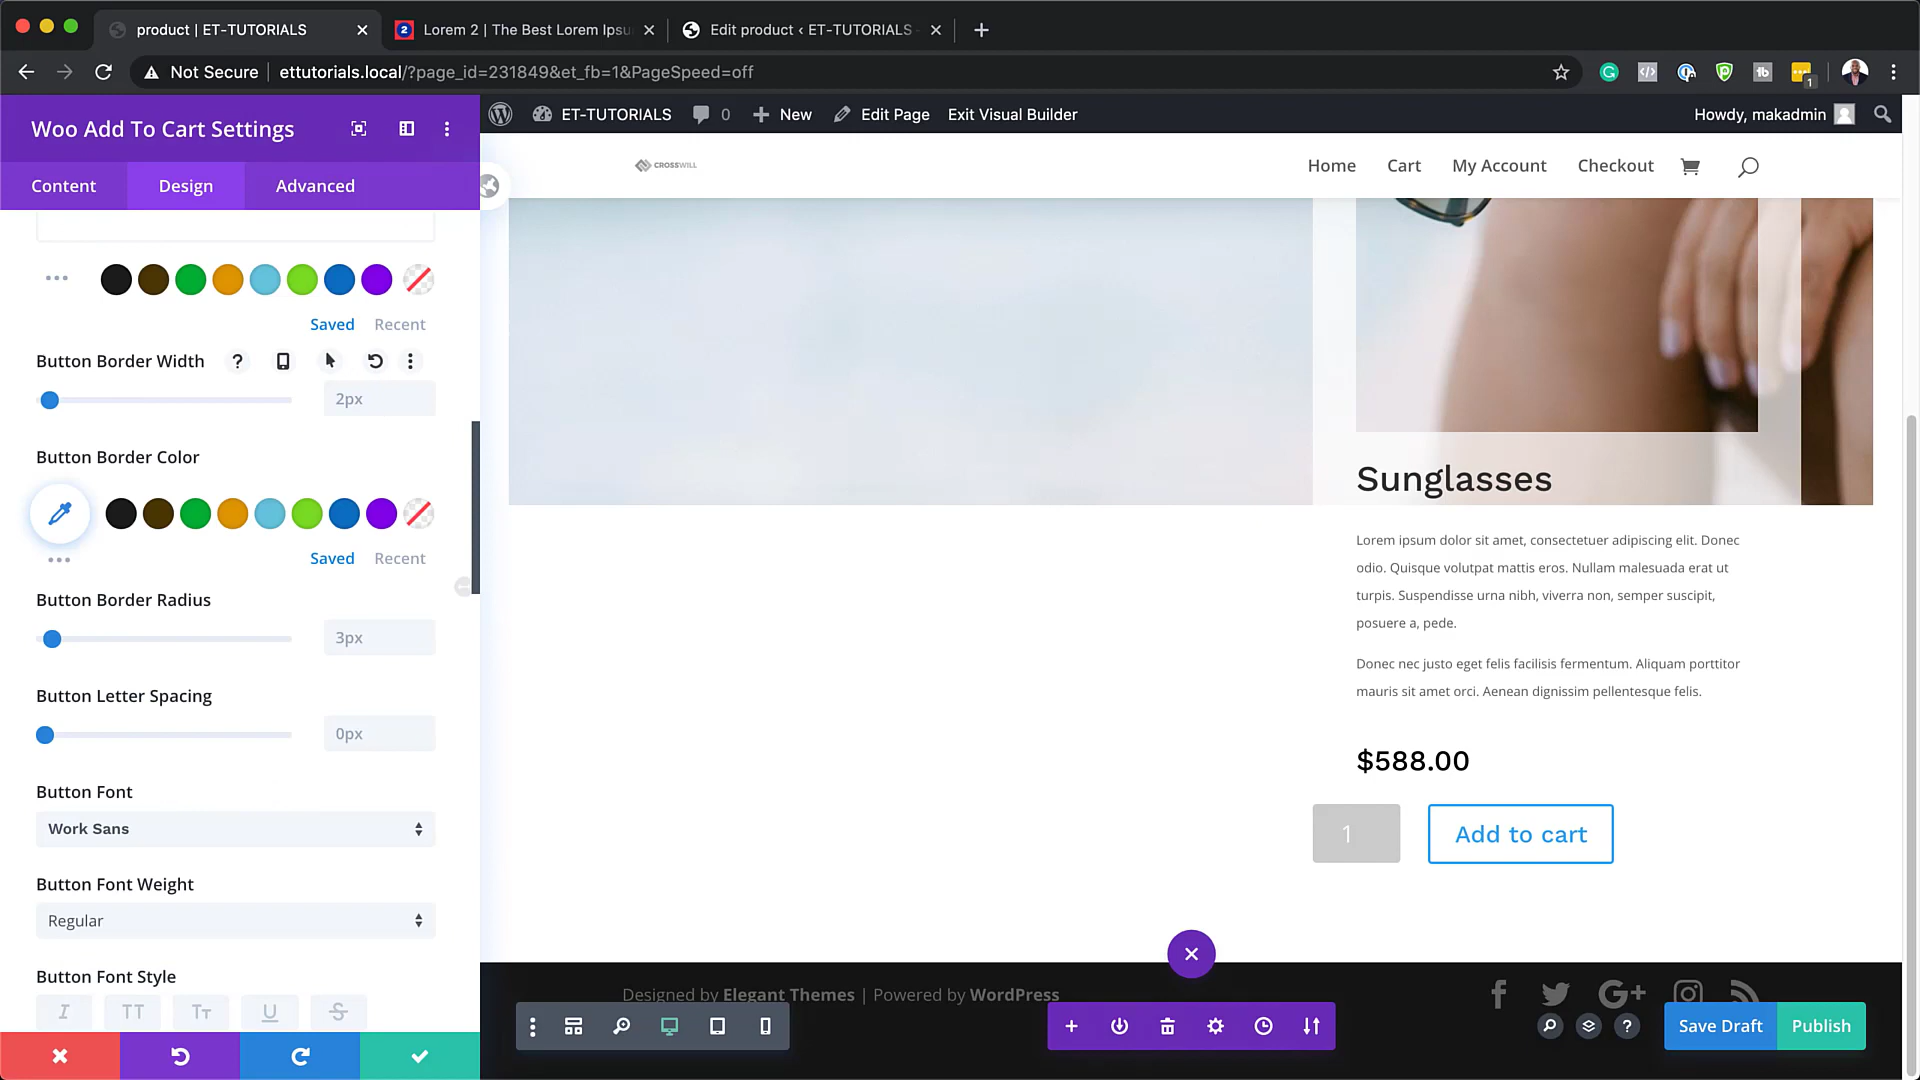 product | ET-TUTORIALS
Lorem 2 | The Best Lorem Ipsu
Edit product ‹ ET-TUTORIALS
Not Secure | ettutorials.local/?page_id=231849&et_fb=1&PageSpeed=off
1
Woo Add To Cart Settings
ET-TUTORIALS 0 New Edit Page Exit Visual Builder
Howdy, makadmin
Content Design Advanced
CROSSWILL
Home Cart My Account Checkout
Saved Recent
Button Border Width ?
2px
Button Border Color
Saved Recent
Button Border Radius
3px
Button Letter Spacing
0px
Button Font
Work Sans
Button Font Weight
Regular
Button Font Style
I TT Tт U S
Sunglasses
Lorem ipsum dolor sit amet, consectetuer adipiscing elit. Donec
odio. Quisque volutpat mattis eros. Nullam malesuada erat ut
turpis. Suspendisse urna nibh, viverra non, semper suscipit,
posuere a, pede.
Donec nec justo eget felis facilisis fermentum. Aliquam porttitor
mauris sit amet orci. Aenean dignissim pellentesque felis.
$588.00
1 Add to cart
Designed by Elegant Themes | Powered by WordPress
?
Save Draft Publish